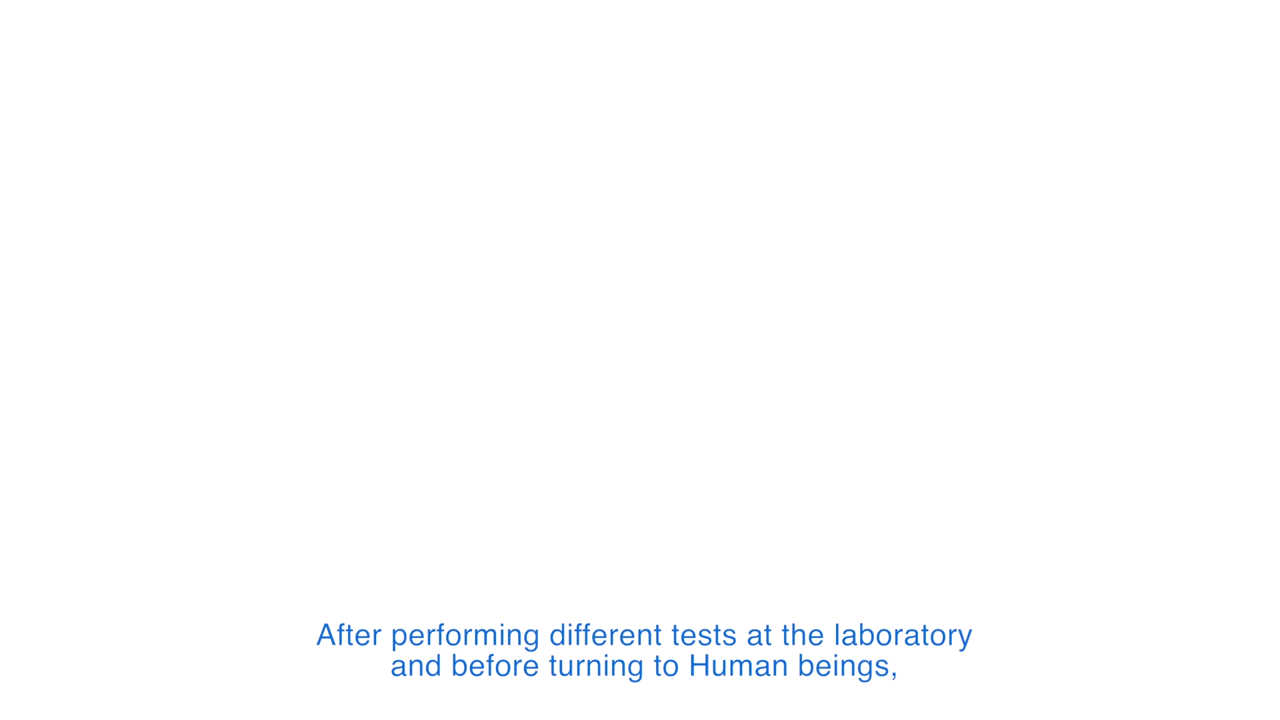 After performing different tests at the laboratory
and before turning to Human beings,